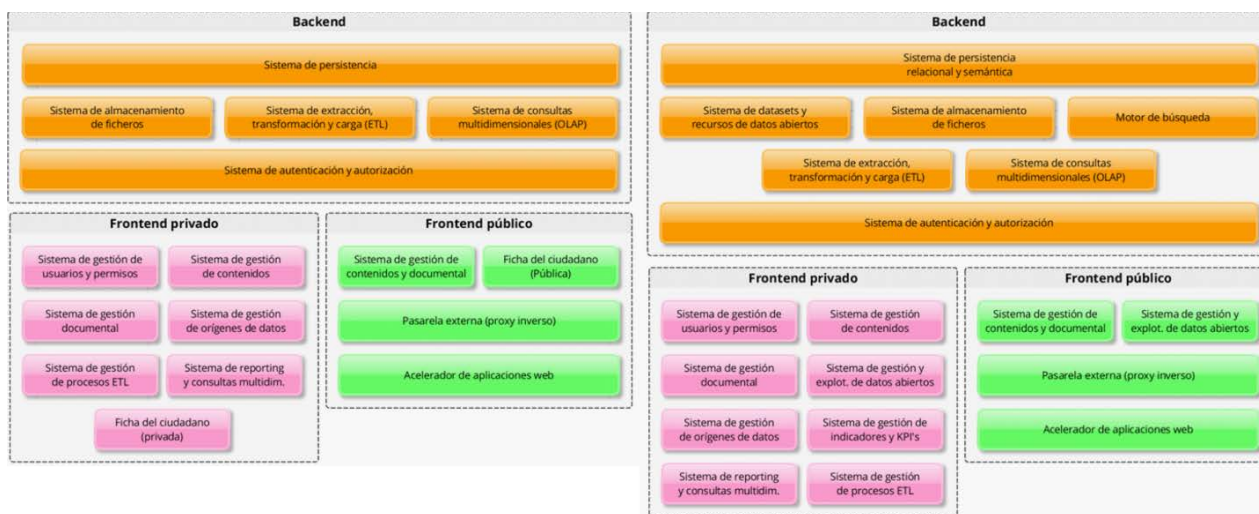 Backend
Sistema de persistencia
Sistema de almacenamiento
de ficheros
Sistema de extracción,
transformación y carga (ETL)
Sistema de consultas
multidimensionales (OLAP)
Sistema de autenticación y autorización
Frontend privado
Sistema de gestión de
usuarios y permisos
Sistema de gestión
de contenidos
Sistema de gestión
documental
Sistema de gestión
de orígenes de datos
Sistema de gestión
de procesos ETL
Sistema de reporting
y consultas multidim.
Ficha del ciudadano
(privada)
Frontend público
Sistema de gestión de
contenidos y documental
Ficha del ciudadano
(Pública)
Pasarela externa (proxy inverso)
Acelerador de aplicaciones web
Backend
Sistema de persistencia
relacional y semántica
Sistema de datasets y
recursos de datos abiertos
Sistema de almacenamiento
de ficheros
Motor de búsqueda
Sistema de extracción,
transformación y carga (ETL)
Sistema de consultas
multidimensionales (OLAP)
Sistema de autenticación y autorización
Frontend privado
Sistema de gestión de
usuarios y permisos
Sistema de gestión
de contenidos
Sistema de gestión
documental
Sistema de gestión y
explot. de datos abiertos
Sistema de gestión
de orígenes de datos
Sistema de gestión de
indicadores y KPI's
Sistema de reporting
y consultas multidim.
Sistema de gestión
de procesos ETL
Frontend público
Sistema de gestión de
contenidos y documental
Sistema de gestión y
explot. de datos abiertos
Pasarela externa (proxy inverso)
Acelerador de aplicaciones web